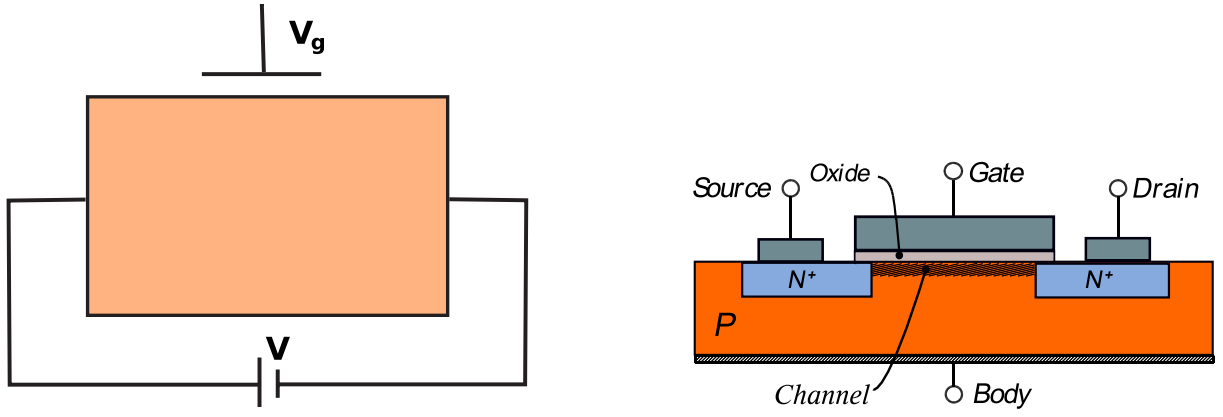 Vg
V
Source
Oxide
Gate
Drain
N+
N+
P
Channel
Body